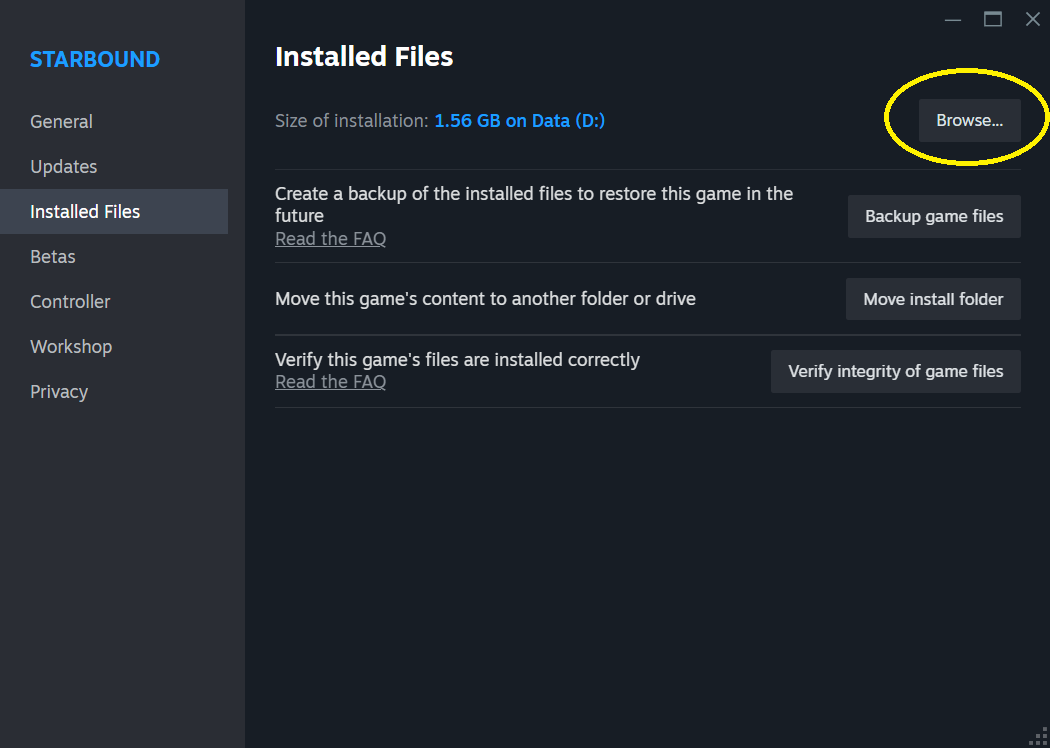 STARBOUND
General
Updates
Installed Files
Betas
Controller
Workshop
Privacy
Installed Files
Size of installation: 1.56 GB on Data (D:)
Browse...
Create a backup of the installed files to restore this game in the
future
Read the FAQ
Backup game files
Move this game's content to another folder or drive
Move install folder
Verify this game's files are installed correctly
Read the FAQ
Verify integrity of game files